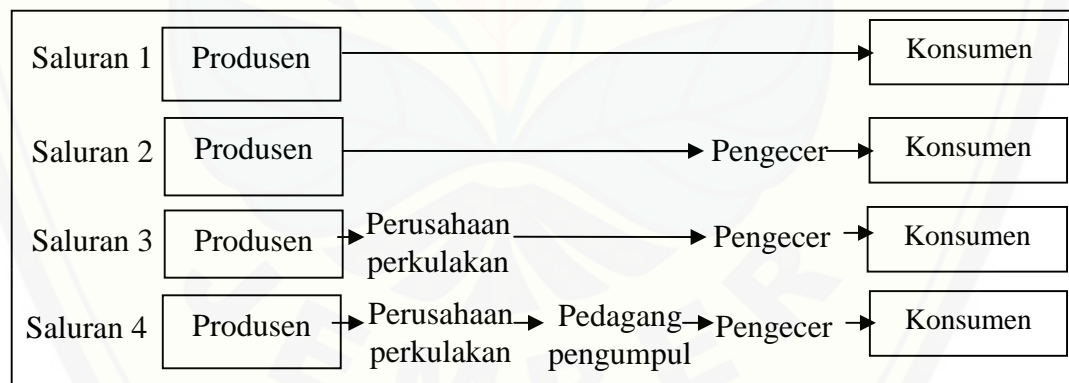 Saluran 1 Produsen Konsumen
Saluran 2 Produsen Pengecer Konsumen
Saluran 3 Produsen Perusahaan perkulakan Pengecer Konsumen
Saluran 4 Produsen Perusahaan perkulakan Pedagang pengumpul Pengecer Konsumen